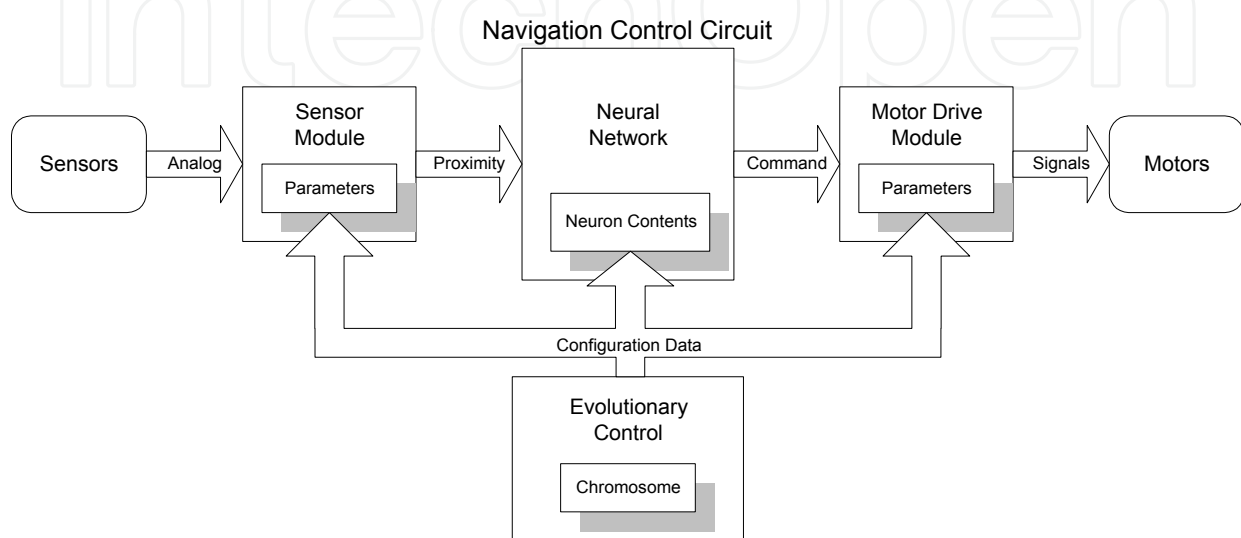 IntechOpen
Navigation Control Circuit
Sensors
Analog
Sensor
Module
Parameters
Proximity
Neural
Network
Neuron Contents
Command
Motor Drive
Module
Parameters
Signals
Motors
Configuration Data
Evolutionary
Control
Chromosome